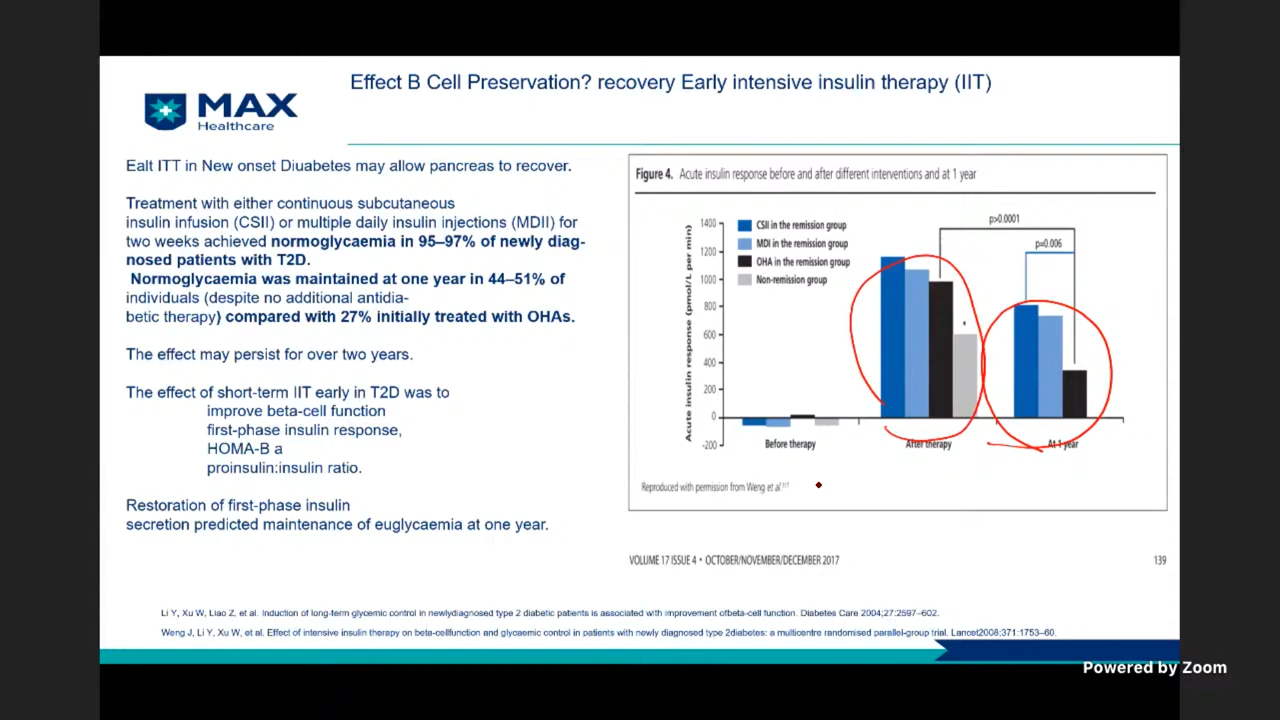 Effect B Cell Preservation? recovery Early intensive insulin therapy (IIT)
MAX
Healthcare
Ealt ITT in New onset Diuabetes may allow pancreas to recover.
Treatment with either continuous subcutaneous
insulin infusion (CSII) or multiple daily insulin injections (MDII) for
two weeks achieved normoglycaemia in 95–97% of newly diag-
nosed patients with T2D.
Normoglycaemia was maintained at one year in 44–51% of
individuals (despite no additional antidia-
betic therapy) compared with 27% initially treated with OHAs.
The effect may persist for over two years.
The effect of short-term IIT early in T2D was to
improve beta-cell function
first-phase insulin response,
HOMA-B a
proinsulin:insulin ratio.
Restoration of first-phase insulin
secretion predicted maintenance of euglycaemia at one year.
Figure 4. Acute insulin response before and after different interventions and at 1 year
Acute insulin response (pmol/L per min)
1400
1200
1000
800
600
400
200
0
-200
CSII in the remission group
MDI in the remission group
OHA in the remission group
Non-remission group
p>0.0001
p=0.006
*
Before therapy
After therapy
At 1 year
Reproduced with permission from Weng et al
VOLUME 17 ISSUE 4 • OCTOBER/NOVEMBER/DECEMBER 2017
139
Li Y, Xu W, Liao Z, et al. Induction of long-term glycemic control in newlydiagnosed type 2 diabetic patients is associated with improvement ofbeta-cell function. Diabetes Care 2004;27:2597–602.
Weng J, Li Y, Xu W, et al. Effect of intensive insulin therapy on beta-cellfunction and glycaemic control in patients with newly diagnosed type 2diabetes: a multicentre randomised parallel-group trial. Lancet2008;371:1753–60.
Powered by Zoom